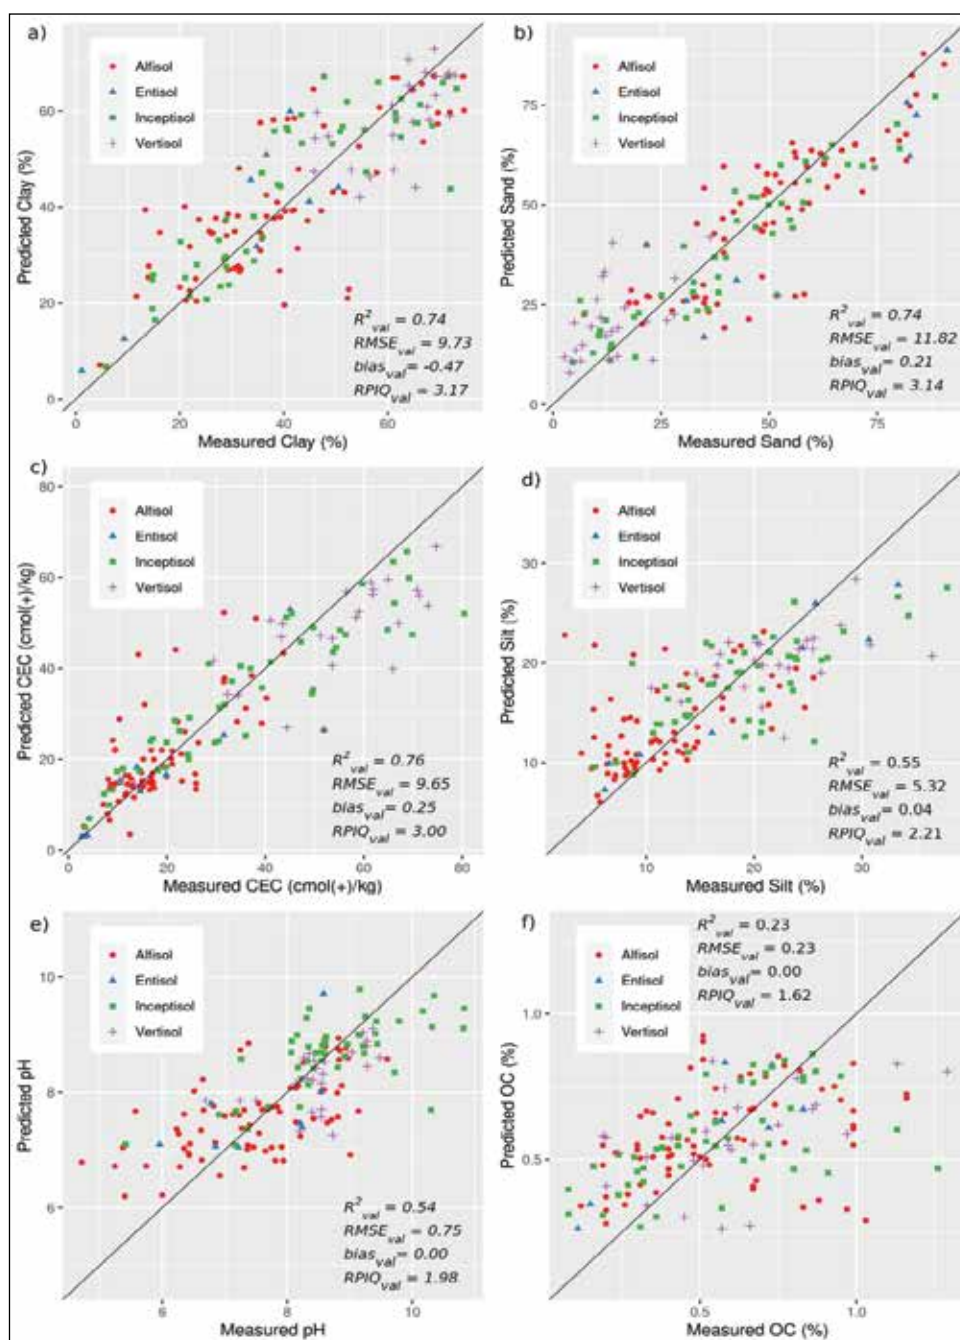 a)
Alfisol
Entisol
Inceptisol
Vertisol
Predicted Clay (%)
60
40
20
0
R²val = 0.74
RMSEval = 9.73
biasval = -0.47
RPIQval = 3.17
0 20 40 60
Measured Clay (%)
b)
Alfisol
Entisol
Inceptisol
Vertisol
Predicted Sand (%)
75
50
25
0
R²val = 0.74
RMSEval = 11.82
biasval = 0.21
RPIQval = 3.14
0 25 50 75
Measured Sand (%)
c)
Alfisol
Entisol
Inceptisol
Vertisol
Predicted CEC (cmol(+)/kg)
80
60
40
20
0
R²val = 0.76
RMSEval = 9.65
biasval= 0.25
RPIQval = 3.00
0 20 40 60 80
Measured CEC (cmol(+)/kg)
d)
Alfisol
Entisol
Inceptisol
Vertisol
Predicted Silt (%)
30
20
10
R²val = 0.55
RMSEval = 5.32
biasval= 0.04
RPIQval = 2.21
10 20 30
Measured Silt (%)
e)
Alfisol
Entisol
Inceptisol
Vertisol
Predicted pH
10
8
6
R²val = 0.54
RMSEval = 0.75
biasval= 0.00
RPIQval = 1.98
6 8 10
Measured pH
f)
Alfisol
Entisol
Inceptisol
Vertisol
R²val = 0.23
RMSEval = 0.23
biasval = 0.00
RPIQval = 1.62
Predicted OC (%)
1.0
0.5
0.5 1.0
Measured OC (%)